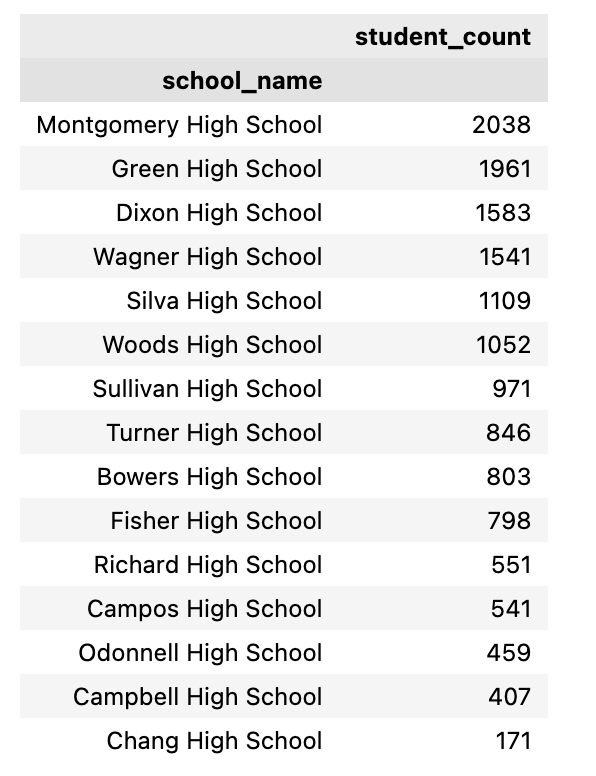 student_count
school_name
Montgomery High School 2038
Green High School 1961
Dixon High School 1583
Wagner High School 1541
Silva High School 1109
Woods High School 1052
Sullivan High School 971
Turner High School 846
Bowers High School 803
Fisher High School 798
Richard High School 551
Campos High School 541
Odonnell High School 459
Campbell High School 407
Chang High School 171